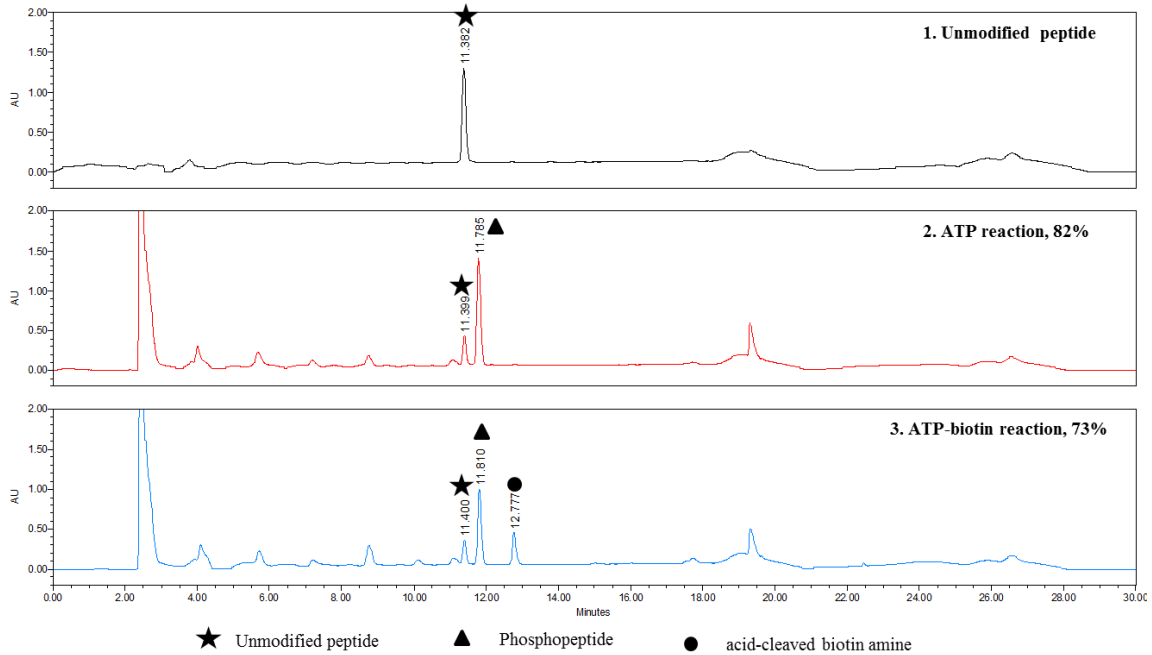 2.00
1. Unmodified peptide
1.50
11.382
AU
1.00
0.50
0.00
2.00
2. ATP reaction, 82%
11.785
1.50
AU
1.00
11.399
0.50
0.00
2.00
3. ATP-biotin reaction, 73%
1.50
11.810
AU
1.00
11.400
12.777
0.50
0.00
0.00 2.00 4.00 6.00 8.00 10.00 12.00 14.00 16.00 18.00 20.00 22.00 24.00 26.00 28.00 30.00
Minutes
Unmodified peptide Phosphopeptide acid-cleaved biotin amine